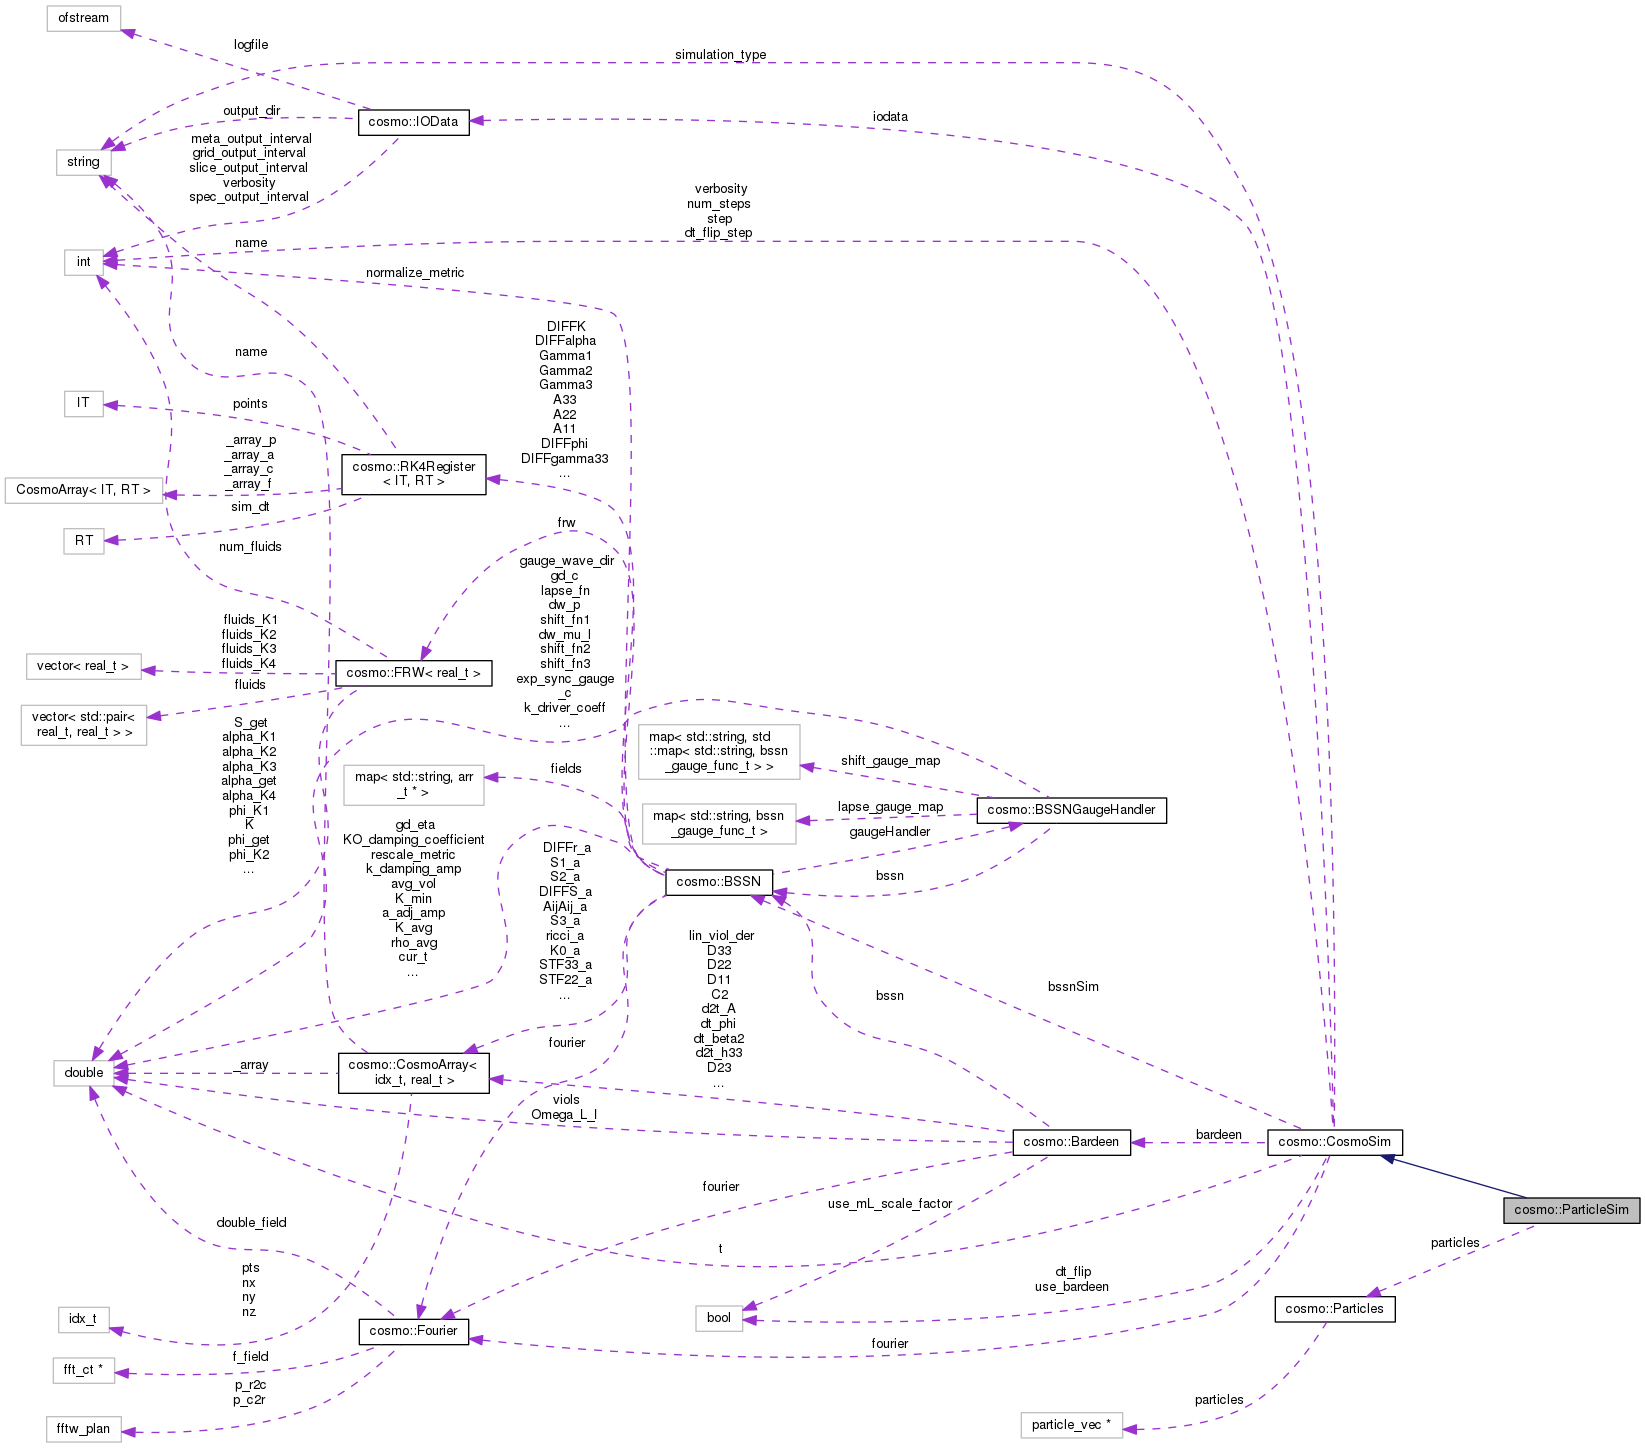 ofstream
logfile
simulation_type
output_dir
cosmo::IOData
iodata
meta_output_interval
grid_output_interval
slice_output_interval
verbosity
spec_output_interval
string
verbosity
num_steps
step
dt_flip_step
name
int
normalize_metric
DIFFK
DIFFalpha
Gamma1
Gamma2
Gamma3
A33
A22
A11
DIFFphi
DIFFgamma33
...
name
IT
points
_array_p
_array_a
_array_c
_array_f
cosmo::RK4Register
< IT, RT >
CosmoArray< IT, RT >
sim_dt
RT
frw
num_fluids
gauge_wave_dir
gd_c
lapse_fn
dw_p
shift_fn1
dw_mu_l
shift_fn2
shift_fn3
exp_sync_gauge
_c
k_driver_coeff
...
fluids_K1
fluids_K2
fluids_K3
fluids_K4
vector< real_t >
cosmo::FRW< real_t >
fluids
vector< std::pair<
real_t, real_t > >
S_get
alpha_K1
alpha_K2
alpha_K3
alpha_get
alpha_K4
phi_K1
K
phi_get
phi_K2
...
map< std::string, std
::map< std::string, bssn
_gauge_func_t > >
shift_gauge_map
map< std::string, arr
_t * >
fields
map< std::string, bssn
_gauge_func_t >
lapse_gauge_map
cosmo::BSSNGaugeHandler
gaugeHandler
gd_eta
KO_damping_coefficient
rescale_metric
k_damping_amp
avg_vol
K_min
a_adj_amp
K_avg
rho_avg
cur_t
...
DIFFr_a
S1_a
S2_a
DIFFS_a
AijAij_a
S3_a
ricci_a
K0_a
STF33_a
STF22_a
...
cosmo::BSSN
bssn
lin_viol_der
D33
D22
D11
C2
d2t_A
dt_phi
dt_beta2
d2t_h33
D23
...
bssn
bssnSim
fourier
double
_array
cosmo::CosmoArray<
idx_t, real_t >
viols
Omega_L_I
cosmo::Bardeen
bardeen
cosmo::CosmoSim
fourier
use_mL_scale_factor
cosmo::ParticleSim
double_field
t
particles
pts
nx
ny
nz
dt_flip
use_bardeen
idx_t
cosmo::Fourier
bool
cosmo::Particles
fourier
f_field
fft_ct *
p_r2c
p_c2r
fftw_plan
particles
particle_vec *